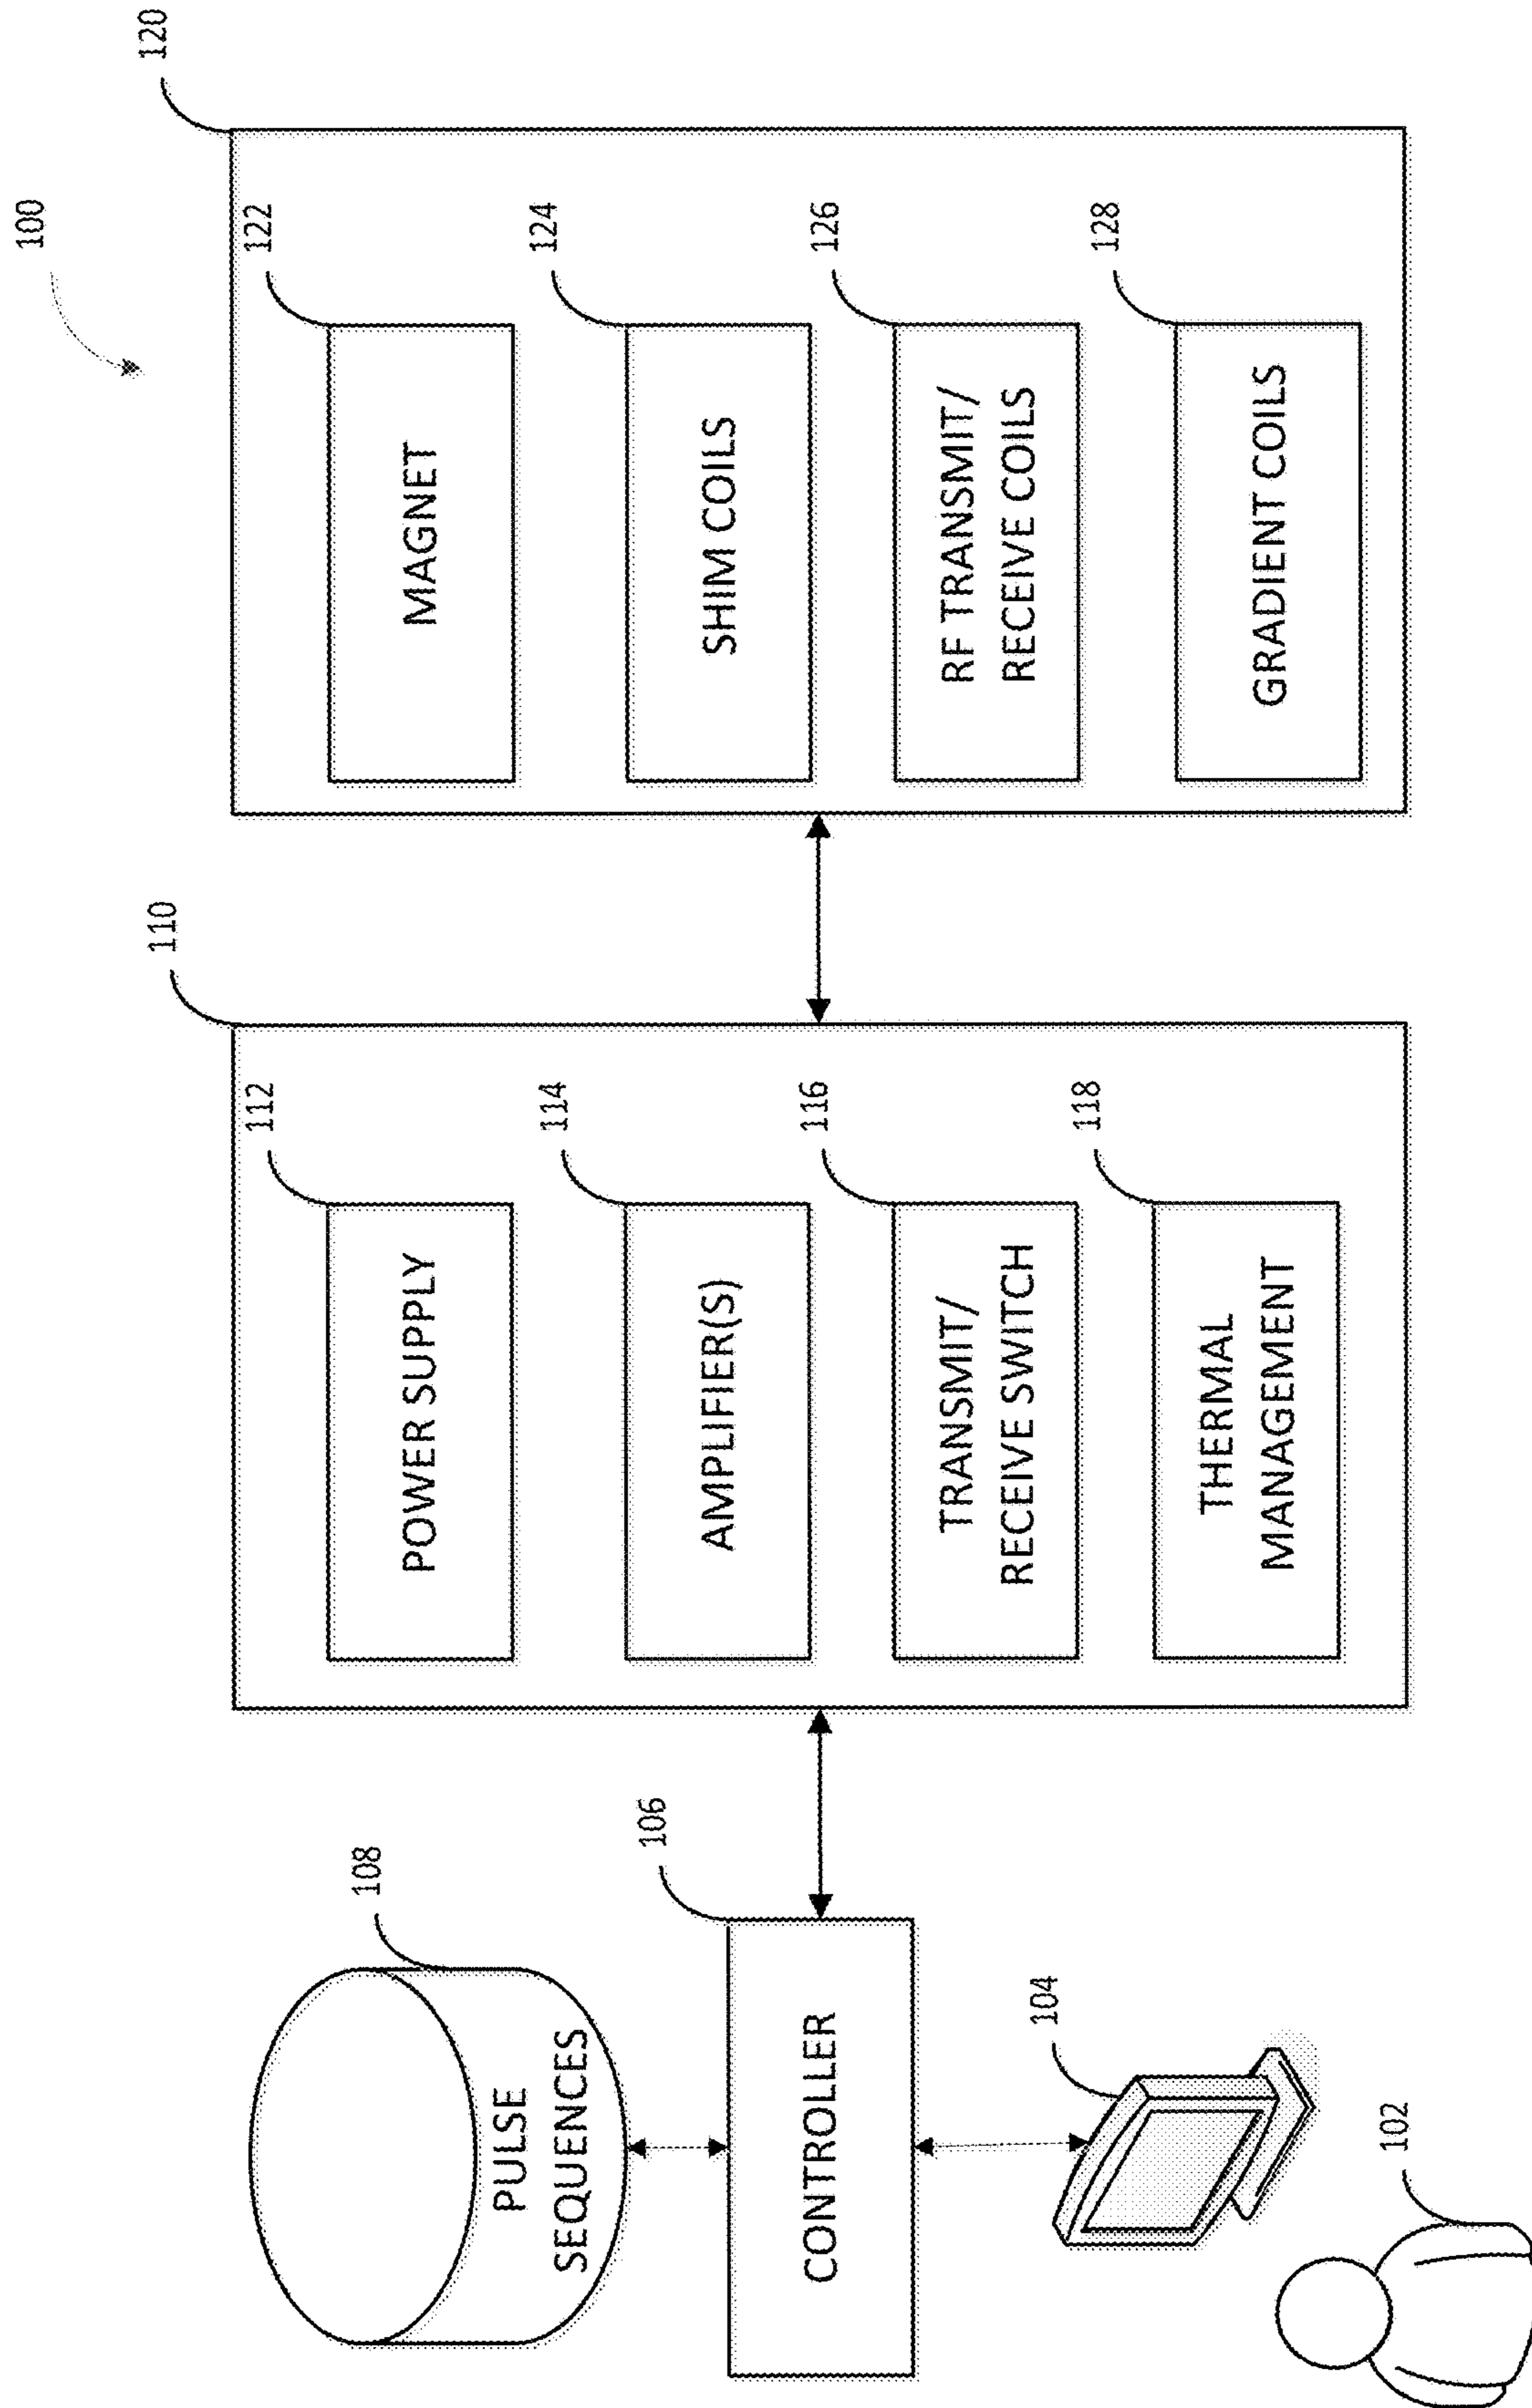 100
108
PULSE
SEQUENCES
106
CONTROLLER
104
102
110
112
POWER SUPPLY
114
AMPLIFIER(S)
116
TRANSMIT/
RECEIVE SWITCH
118
THERMAL
MANAGEMENT
120
122
MAGNET
124
SHIM COILS
126
RF TRANSMIT/
RECEIVE COILS
128
GRADIENT COILS